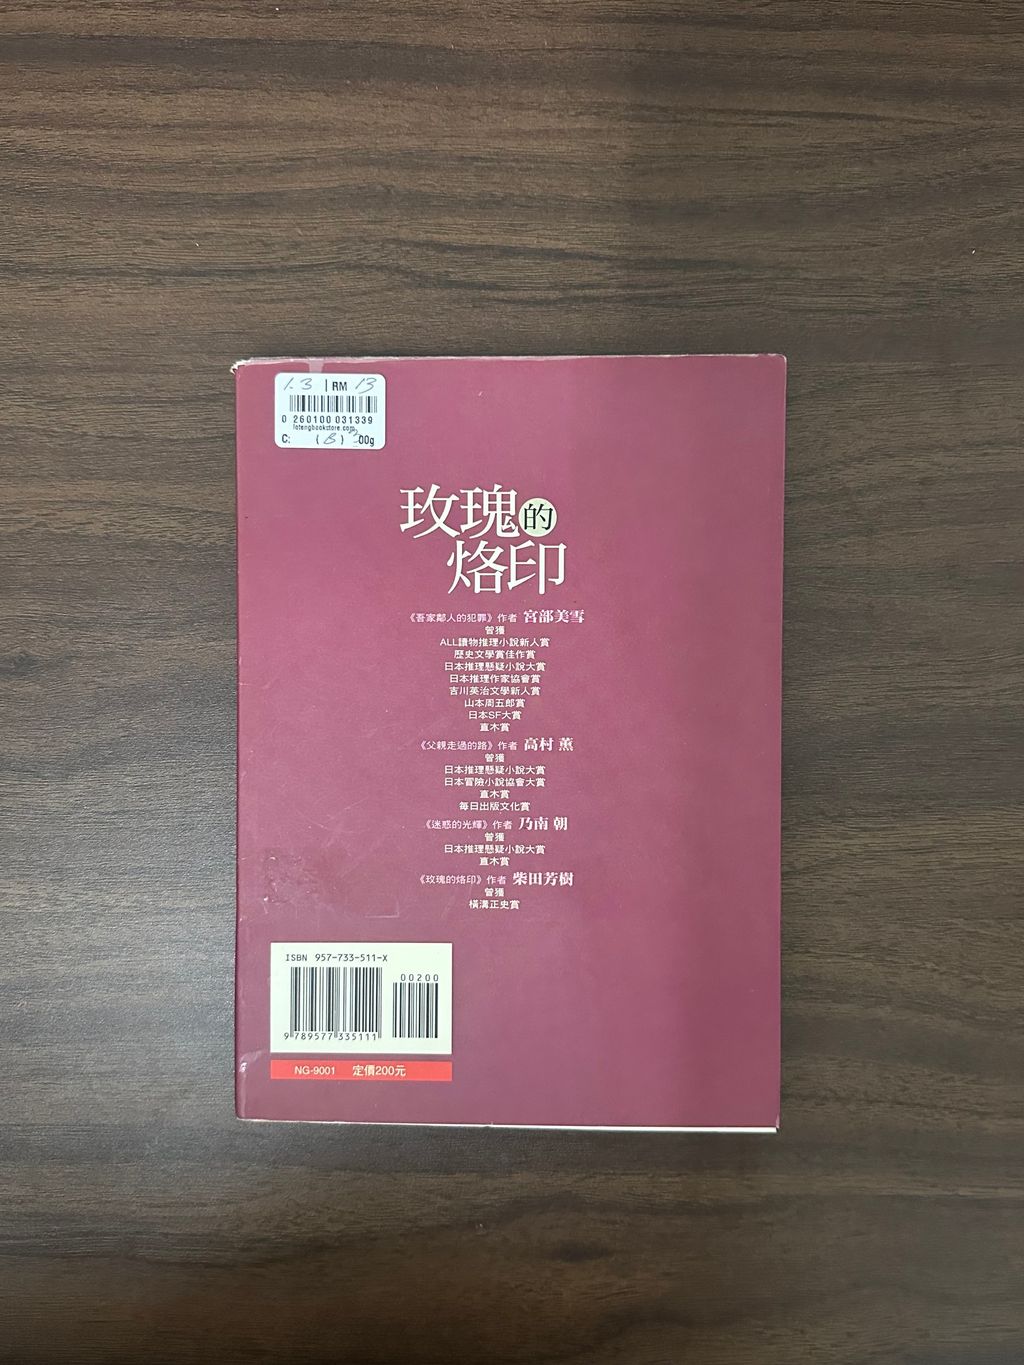 1.3 | RM 13
0 260100 031339
fatengbookstore.com
C: ( B ) 00g
玫瑰的
烙印
《吾家鄰人的犯罪》作者 宮部美雪
曾獲
ALL讀物推理小說新人賞
歷史文學賞佳作賞
日本推理懸疑小說大賞
日本推理作家協會賞
吉川英治文學新人賞
山本周五郎賞
日本SF大賞
直木賞
《父親走過的路》作者 高村 薰
曾獲
日本推理懸疑小說大賞
日本冒險小說協會大賞
直木賞
每日出版文化賞
《迷惑的光輝》作者 乃南 朝
曾獲
日本推理懸疑小說大賞
直木賞
《玫瑰的烙印》作者 柴田芳樹
曾獲
橫溝正史賞
ISBN 957-733-511-X
00200
9 789577 335111
NG-9001 定價200元